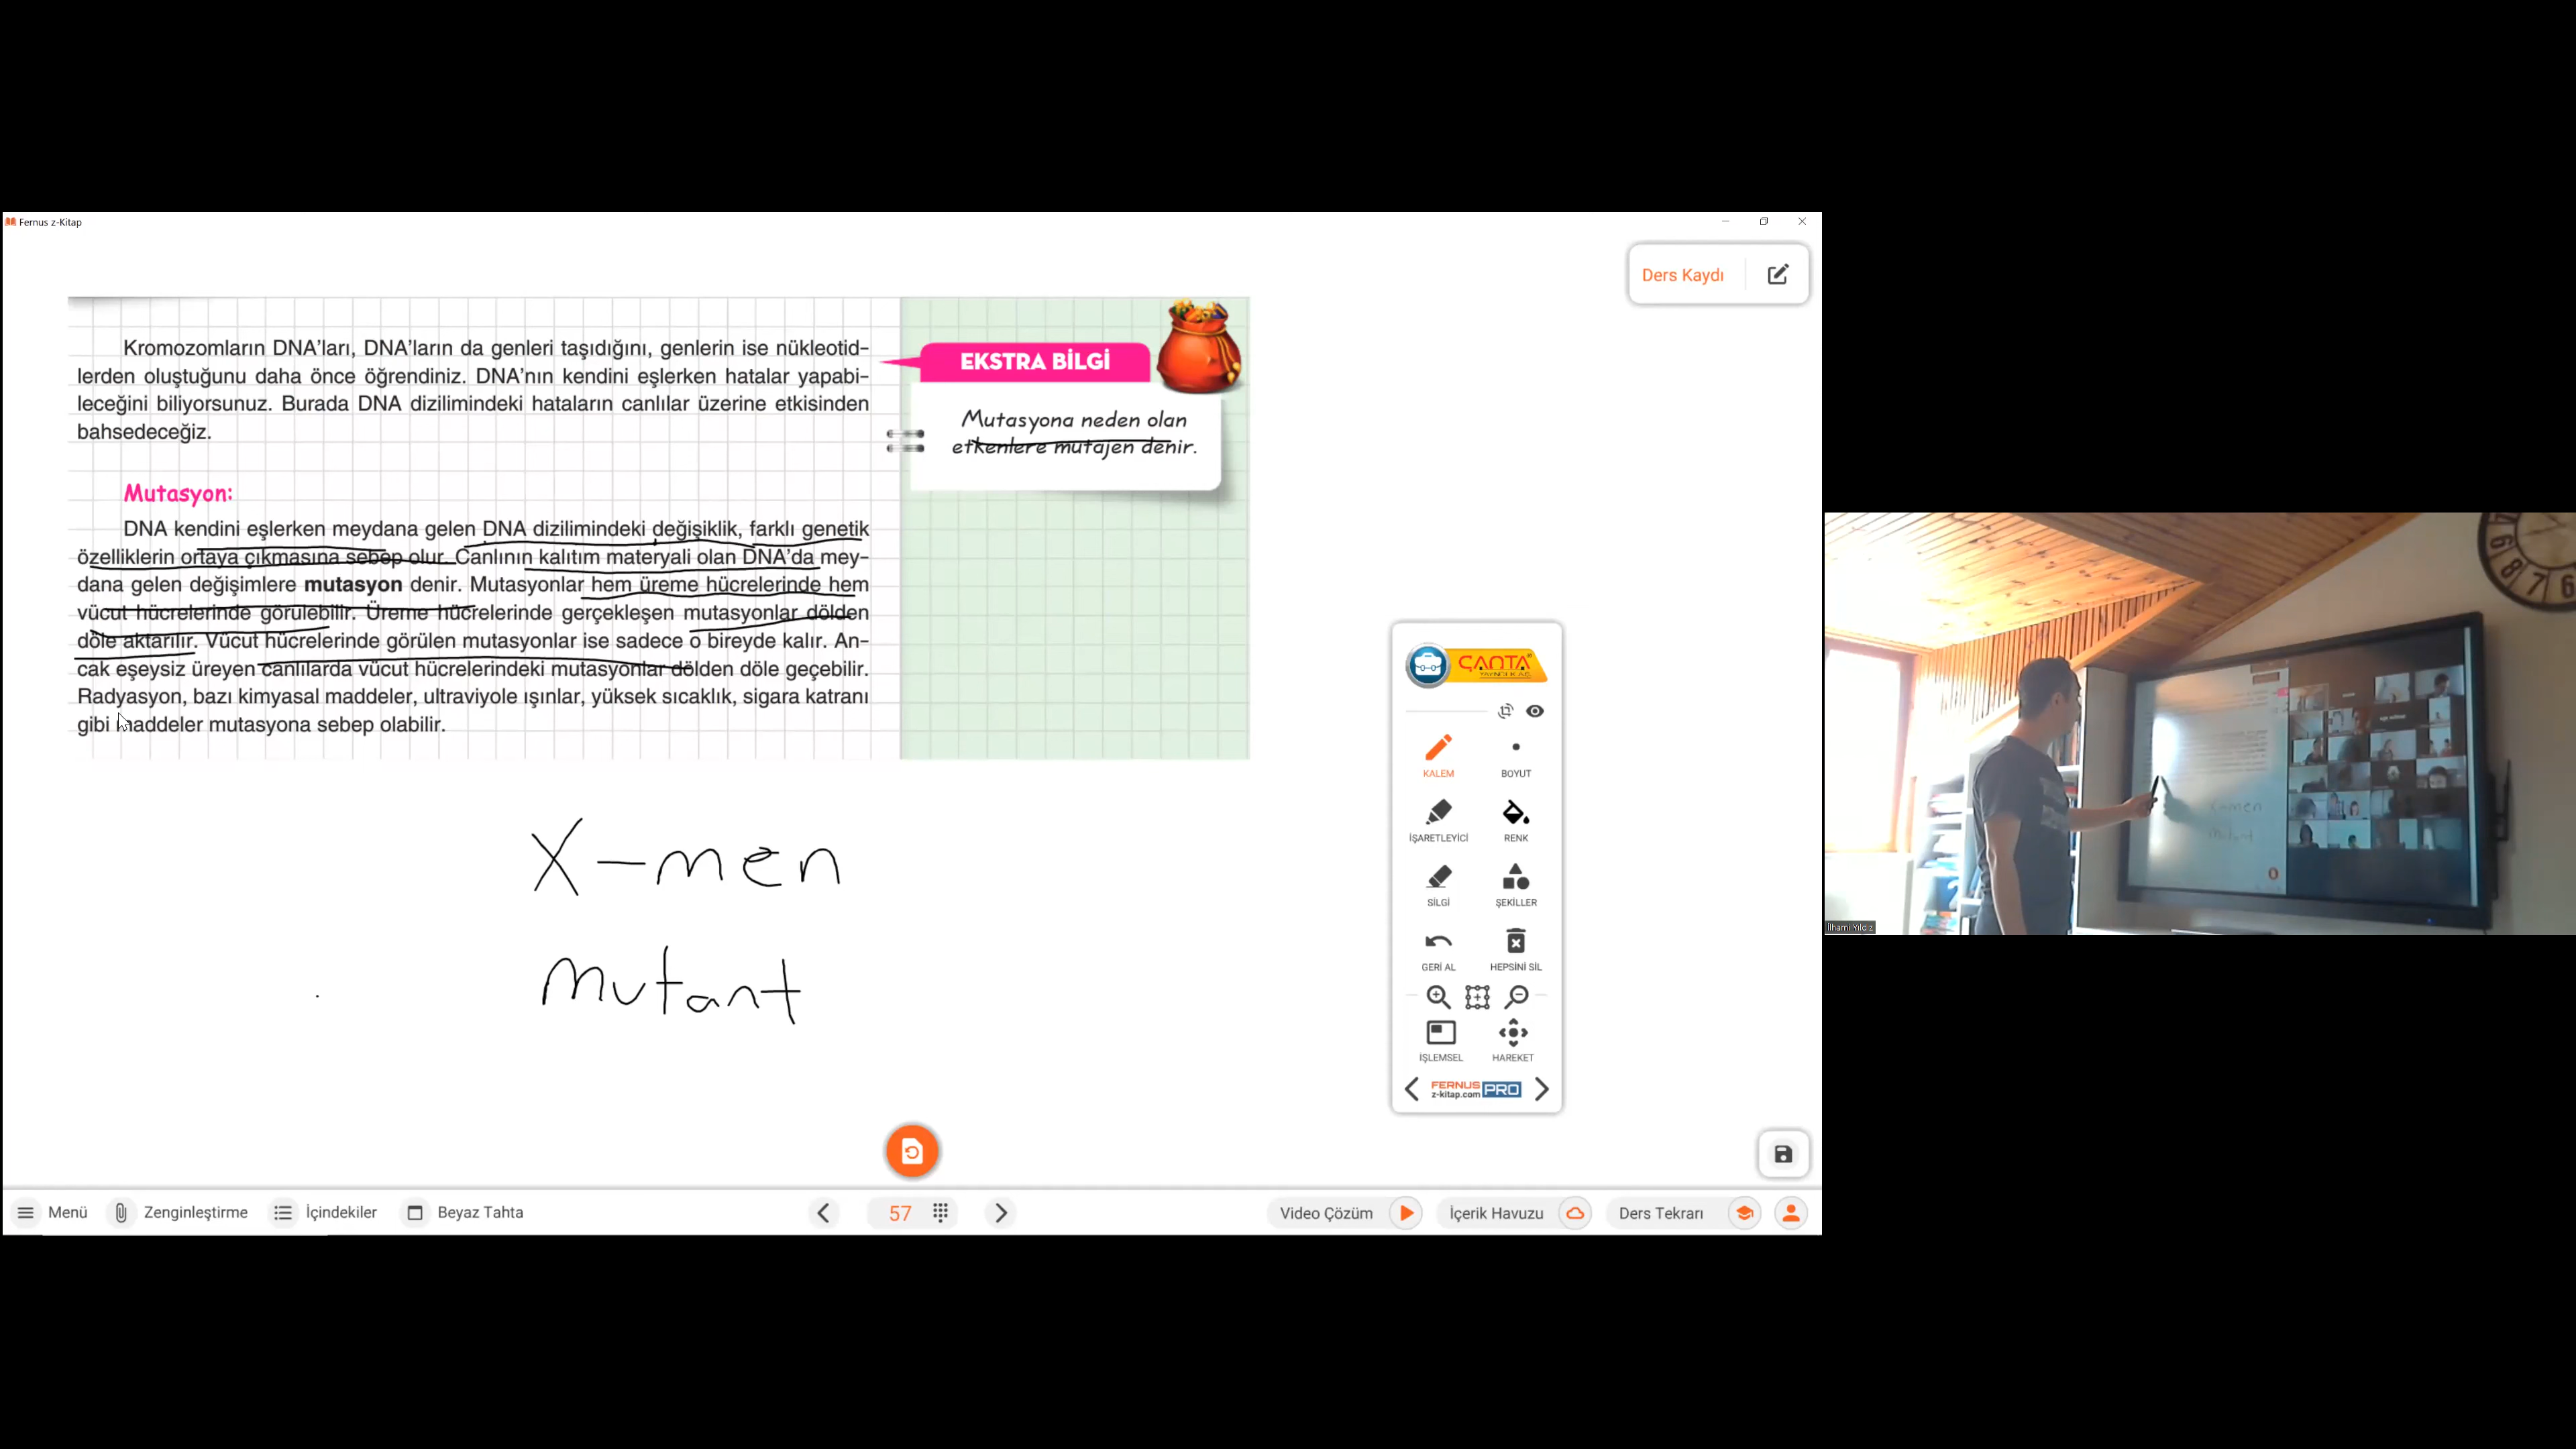 Fernus z-Kitap
Ders Kaydı
Kromozomların DNA'ları, DNA'ların da genleri taşıdığını, genlerin ise nükleotid-
lerden oluştuğunu daha önce öğrendiniz. DNA'nın kendini eşlerken hatalar yapabi-
leceğini biliyorsunuz. Burada DNA dizilimindeki hataların canlılar üzerine etkisinden
bahsedeceğiz.
Mutasyon:
DNA kendini eşlerken meydana gelen DNA dizilimindeki değişiklik, farklı genetik
özelliklerin ortaya çıkmasına sebep olur. Canlının kalıtım materyali olan DNA'da mey-
dana gelen değişimlere mutasyon denir. Mutasyonlar hem üreme hücrelerinde hem
vücut hücrelerinde görülebilir. Üreme hücrelerinde gerçekleşen mutasyonlar dölden
döle aktarılır. Vücut hücrelerinde görülen mutasyonlar ise sadece o bireyde kalır. An-
cak eşeysiz üreyen canlılarda vücut hücrelerindeki mutasyonlar dölden döle geçebilir.
Radyasyon, bazı kimyasal maddeler, ultraviyole ışınlar, yüksek sıcaklık, sigara katranı
gibi maddeler mutasyona sebep olabilir.
EKSTRA BİLGİ
Mutasyona neden olan
etkenlere mutajen denir.
X-men
Mutant
ÇANTA
YAYINCILIK A.Ş.
KALEM BOYUT
İŞARETLEYİCİ RENK
SİLGİ ŞEKİLLER
GERİ AL HEPSİNİ SİL
İŞLEMSEL HAREKET
FERNUS PRO
z-kitap.com
Menü Zenginleştirme İçindekiler Beyaz Tahta 57 Video Çözüm İçerik Havuzu Ders Tekrarı
İlhami Yıldız
7 8 9 6
X-men
Mutant